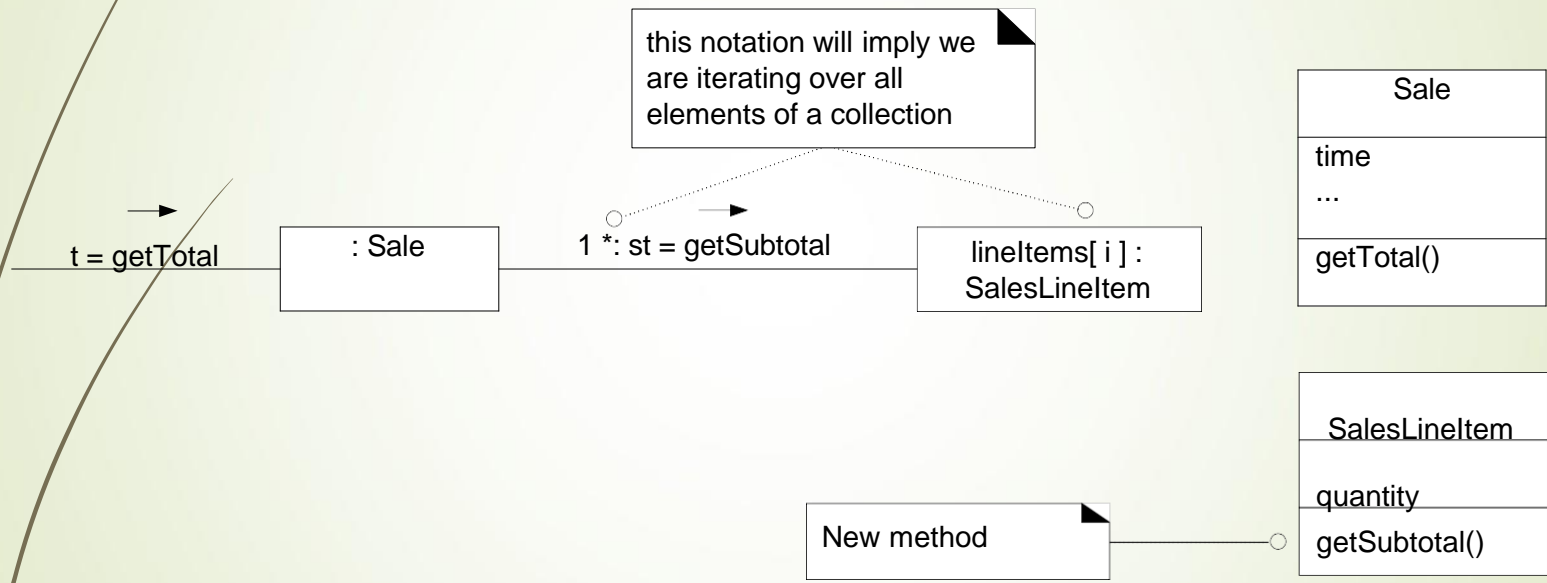 this notation will imply we
are iterating over all
elements of a collection
t = getTotal
: Sale
1 *: st = getSubtotal
lineItems[ i ] :
SalesLineItem
Sale
time
...
getTotal()
SalesLineItem
quantity
getSubtotal()
New method